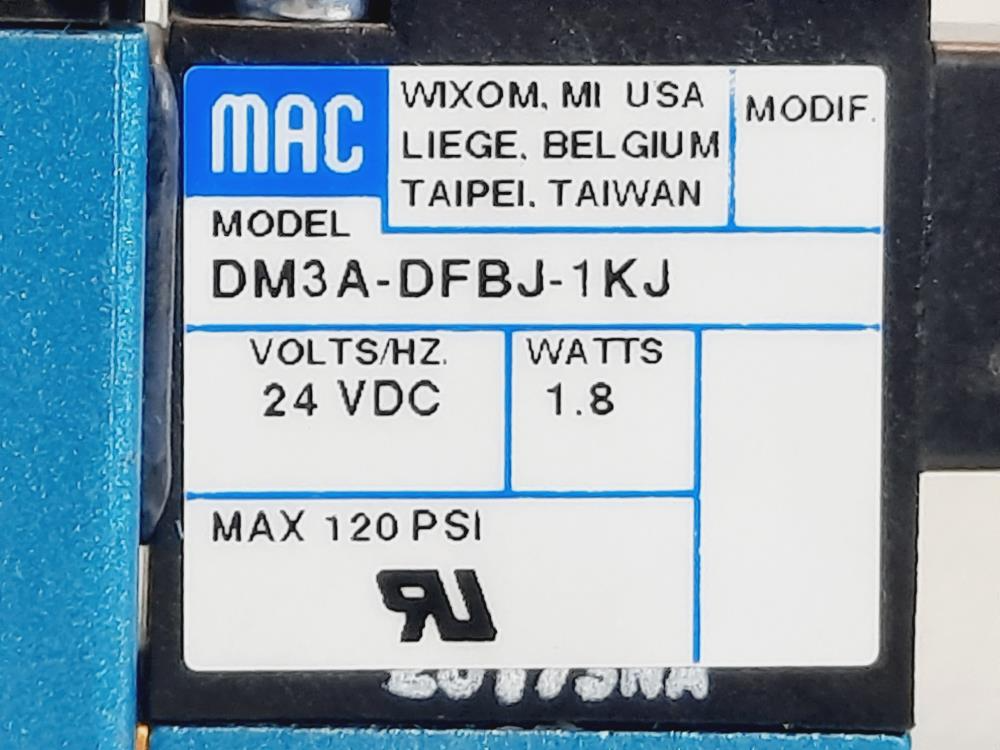 MAC
WIXOM, MI USA
LIEGE, BELGIUM
TAIPEI, TAIWAN
MODIF.
MODEL
DM3A-DFBJ-1KJ
VOLTS/HZ.
24 VDC
WATTS
1.8
MAX 120 PSI